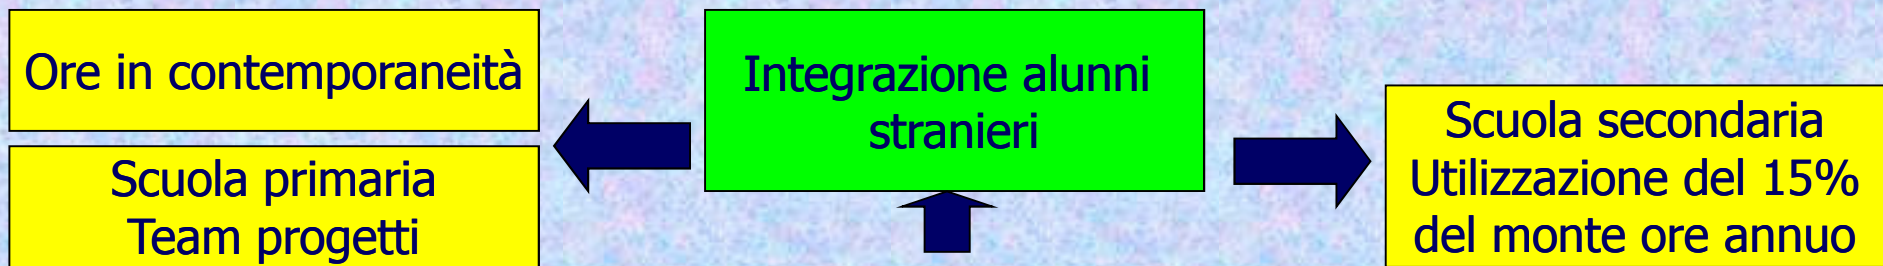 Ore in contemporaneità
Scuola primaria
Team progetti
Integrazione alunni
stranieri
Scuola secondaria
Utilizzazione del 15%
del monte ore annuo